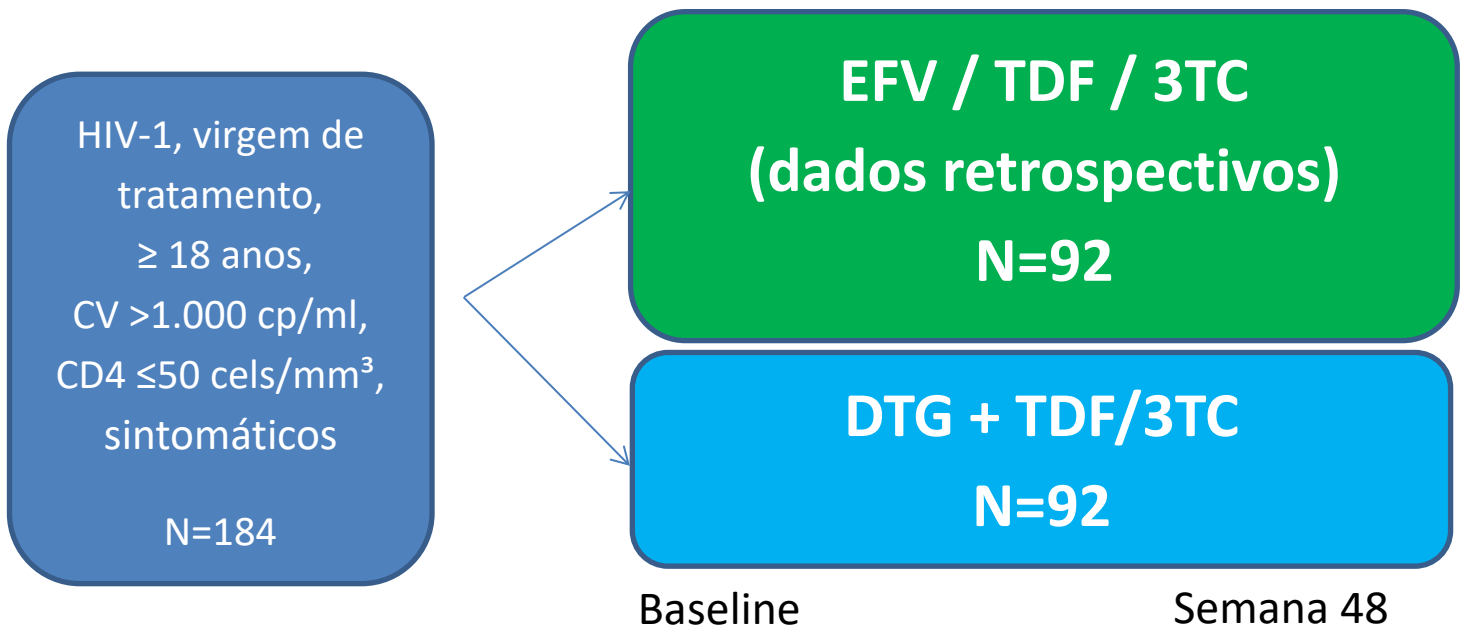 HIV-1, virgem de
tratamento,
≥ 18 anos,
CV >1.000 cp/ml,
CD4 ≤50 cels/mm³,
sintomáticos
N=184
EFV / TDF / 3TC
(dados retrospectivos)
N=92
DTG + TDF/3TC
N=92
Baseline
Semana 48